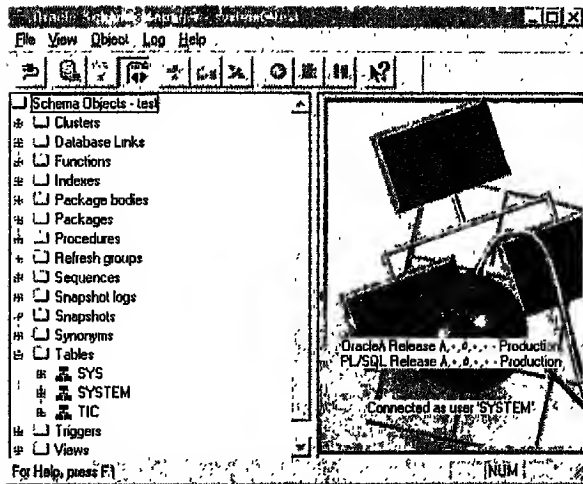 File View Object Log Help
Schema Objects - test
Clusters
Database Links
Functions
Indexes
Package bodies
Packages
Procedures
Refresh groups
Sequences
Snapshot logs
Snapshots
Synonyms
Tables
SYS
SYSTEM
TIC
Triggers
Views
Release
Production
PL/SQL Release
Production
Connected as user 'SYSTEM'
For Help, press F1
NUM